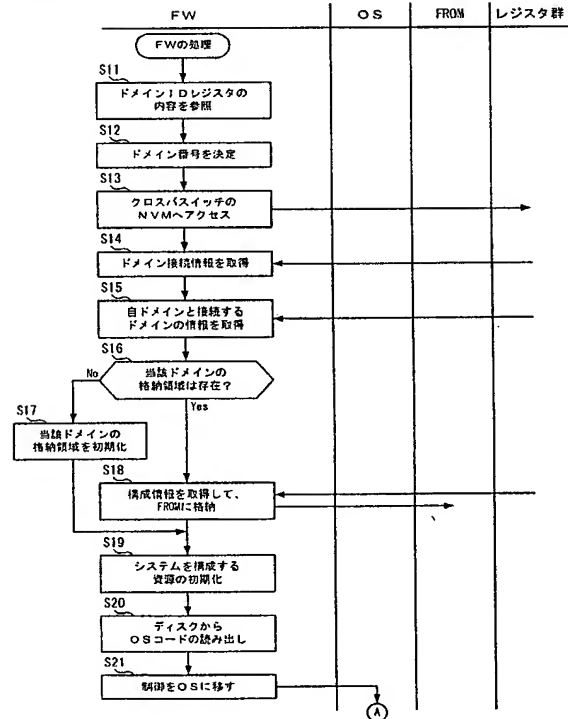 FW
OS
FROM
レジスタ群
FWの処理
S11
ドメインIDレジスタの
内容を参照
S12
ドメイン番号を決定
S13
クロスバスイッチの
NVMへアクセス
S14
ドメイン接続情報を取得
S15
自ドメインと接続する
ドメインの情報を取得
S16
当該ドメインの
格納領域は存在?
No
Yes
S17
当該ドメインの
格納領域を初期化
S18
構成情報を取得して、
FROMに格納
S19
システムを構成する
資源の初期化
S20
ディスクから
OSコードの読み出し
S21
制御をOSに移す
A